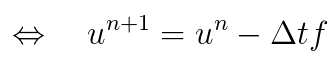 ⇔ u^{n+1} = u^n − Δtf